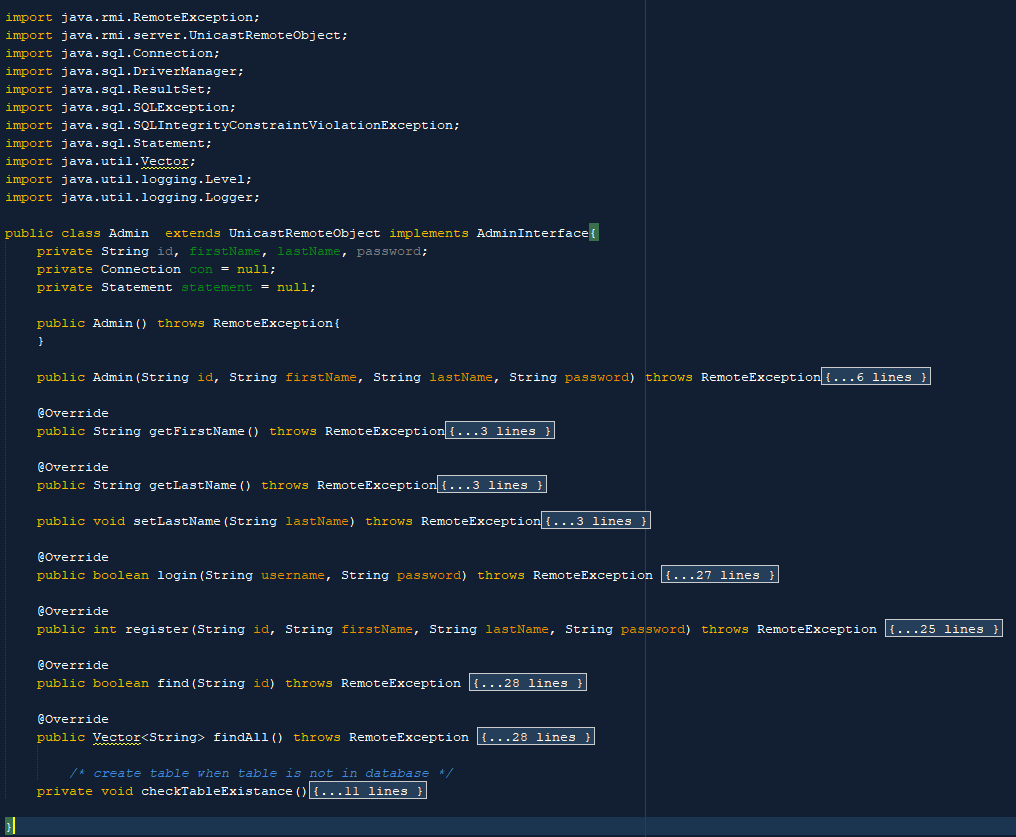 import java.rmi.RemoteException;
import java.rmi.server.UnicastRemoteObject;
import java.sql.Connection;
import java.sql.DriverManager;
import java.sql.ResultSet;
import java.sql.SQLException;
import java.sql.SQLIntegrityConstraintViolationException;
import java.sql.Statement;
import java.util.Vector;
import java.util.logging.Level;
import java.util.logging.Logger;

public class Admin  extends UnicastRemoteObject implements AdminInterface{
    private String id, firstName, lastName, password;
    private Connection con = null;
    private Statement statement = null;

    public Admin() throws RemoteException{
    }

    public Admin(String id, String firstName, String lastName, String password) throws RemoteException{...6 lines }

    @Override
    public String getFirstName() throws RemoteException{...3 lines }

    @Override
    public String getLastName() throws RemoteException{...3 lines }

    public void setLastName(String lastName) throws RemoteException{...3 lines }

    @Override
    public boolean login(String username, String password) throws RemoteException {...27 lines }

    @Override
    public int register(String id, String firstName, String lastName, String password) throws RemoteException {...25 lines }

    @Override
    public boolean find(String id) throws RemoteException {...28 lines }

    @Override
    public Vector<String> findAll() throws RemoteException {...28 lines }

        /* create table when table is not in database */
    private void checkTableExistance(){...11 lines }

}